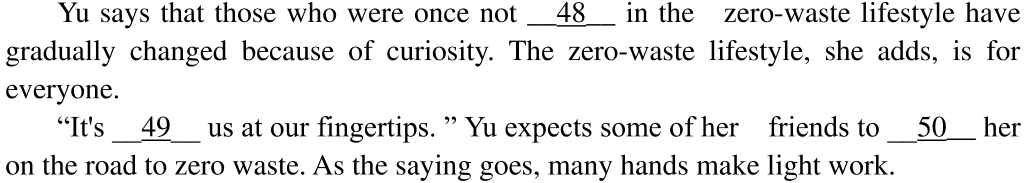 Yu says that those who were once not __48__ in the zero-waste lifestyle have
gradually changed because of curiosity. The zero-waste lifestyle, she adds, is for
everyone.
“It's __49__ us at our fingertips. ” Yu expects some of her friends to __50__ her
on the road to zero waste. As the saying goes, many hands make light work.